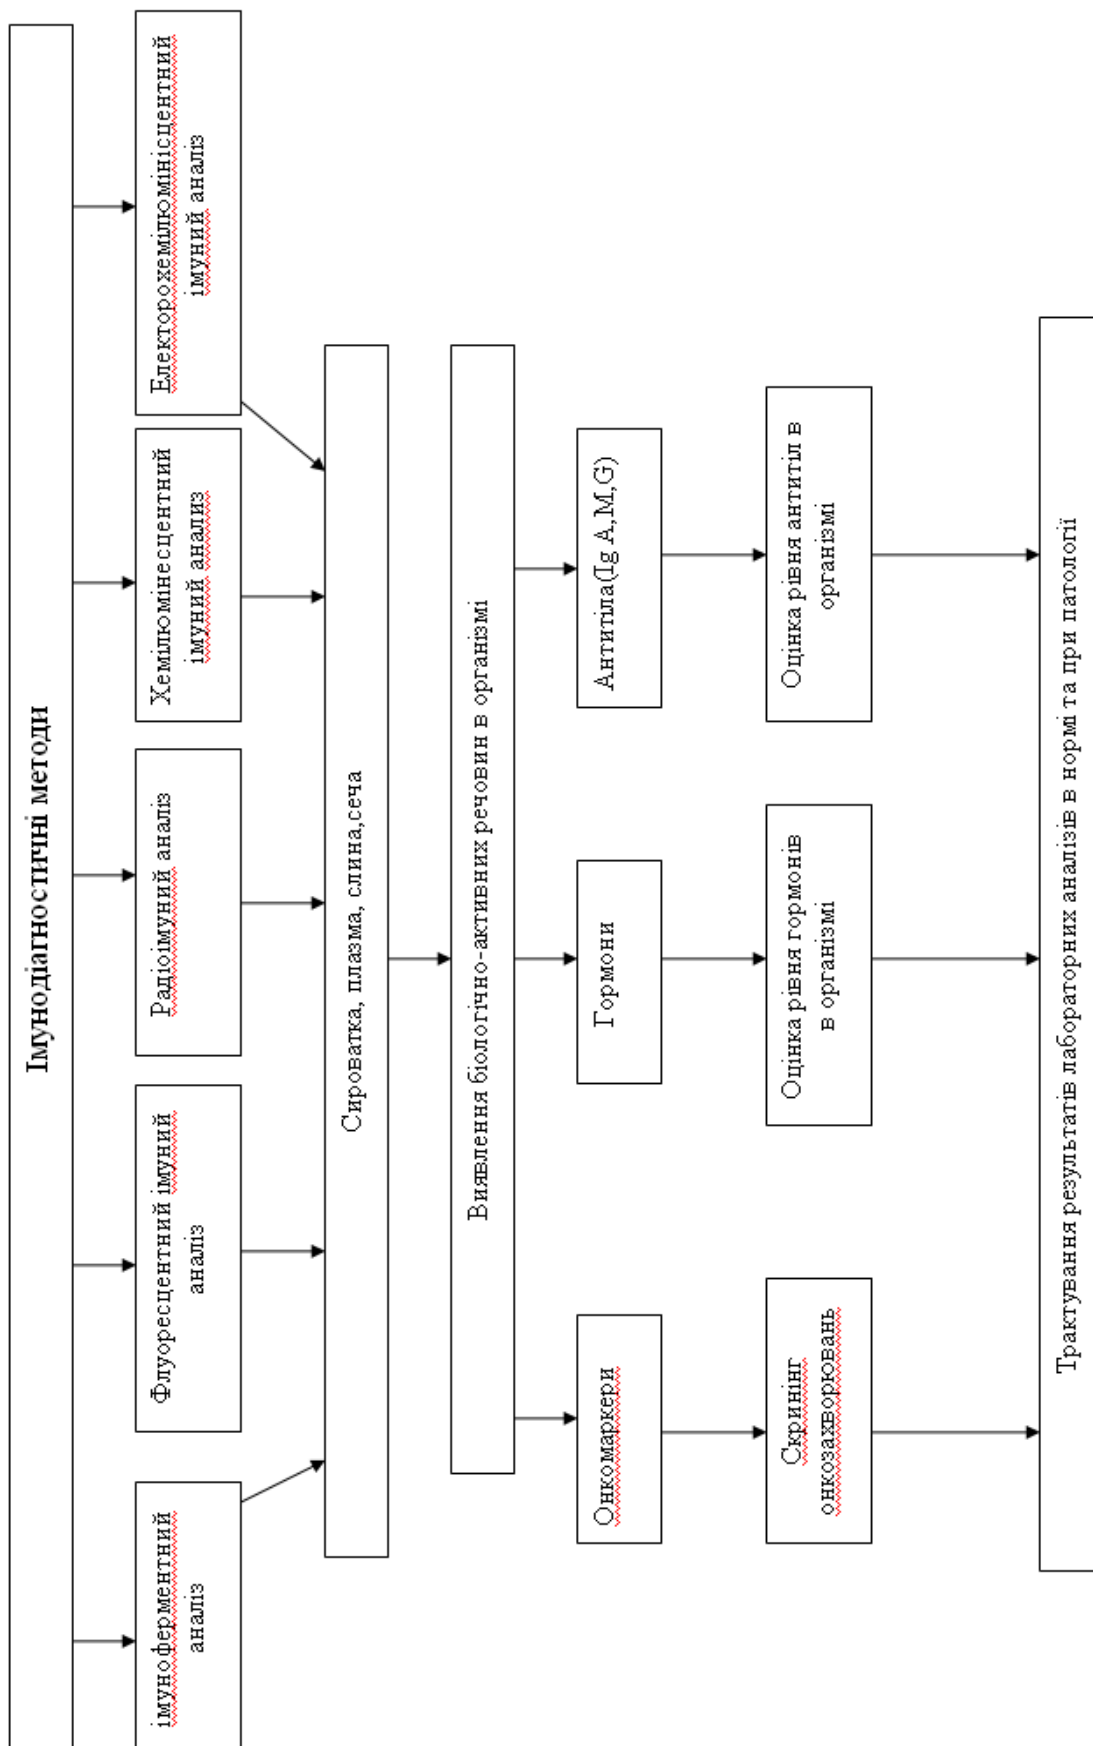 Імунодіагностичні методи
імуноферментний
аналіз
Флуоресцентний імуний
аналіз
Радіоімуний аналіз
Хемілюмінесцентний
імуний анализ
Електорохемілюмінісцентний
імуний аналіз
Сироватка, плазма, слина,сеча
Виявлення біологічно-активних речовин в організмі
Онкомаркери
Гормони
Антитіла(Ig A,M,G)
Скринінг
онкозахворювань
Оцінка рівня гормонів
в організмі
Оцінка рівня антитіл в
організмі
Трактування результатів лабораторних аналізів в нормі та при патології